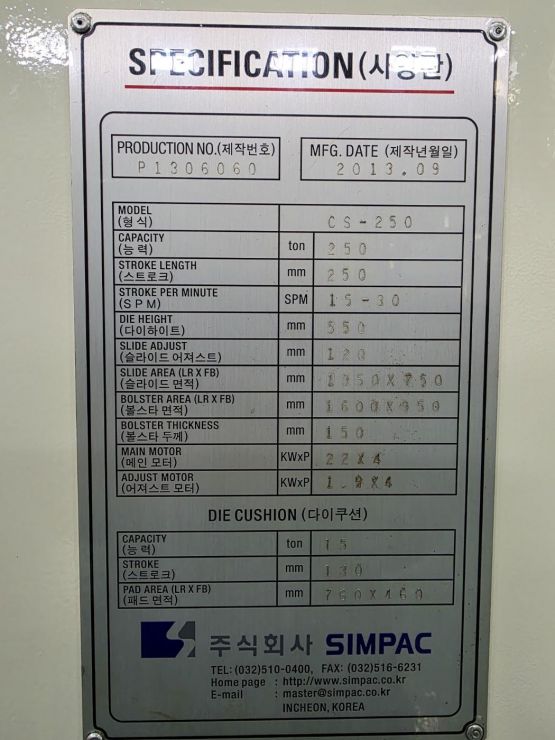 SPECIFICATION(사양판)
PRODUCTION NO.(제작번호)
P1306060
MFG. DATE (제작년월일)
2013.09
MODEL
(형 식)
CS-250
CAPACITY
(능 력)
ton
250
STROKE LENGTH
(스트로크)
mm
250
STROKE PER MINUTE
(S P M)
SPM
15-30
DIE HEIGHT
(다이하이트)
mm
550
SLIDE ADJUST
(슬라이드 어져스트)
mm
120
SLIDE AREA (LR X FB)
(슬라이드 면적)
mm
1350X750
BOLSTER AREA (LR X FB)
(볼스타 면적)
mm
1600X950
BOLSTER THICKNESS
(볼스타 두께)
mm
150
MAIN MOTOR
(메인 모터)
KWxP
22X4
ADJUST MOTOR
(어져스트 모터)
KWxP
1.9X4
DIE CUSHION (다이쿠션)
CAPACITY
(능 력)
ton
15
STROKE
(스트로크)
mm
130
PAD AREA (LR X FB)
(패드 면적)
mm
760X460
주식회사 SIMPAC
TEL: (032)510-0400, FAX: (032)516-6231
Home page : http://www.simpac.co.kr
E-mail : master@simpac.co.kr
INCHEON, KOREA